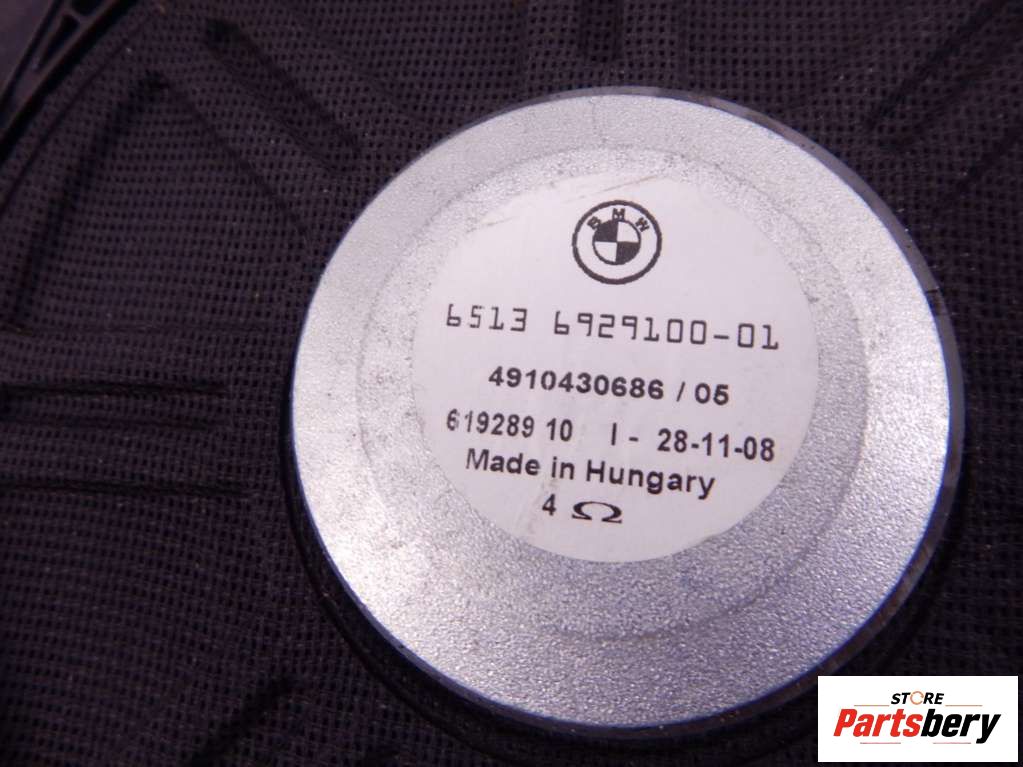 BMW
6513 6929100-01
4910430686 / 05
619289 10 I - 28-11-08
Made in Hungary
4 Ω
STORE
Partsbery